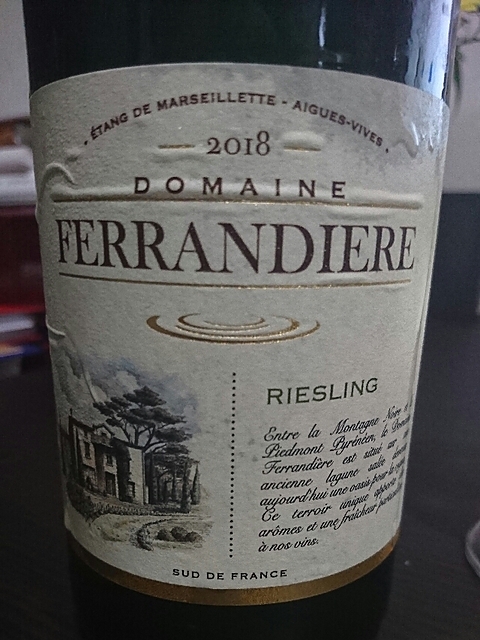 · ÉTANG DE MARSEILLETTE - AIGUES-VIVES ·
2018
DOMAINE
FERRANDIERE
RIESLING
Entre la Montagne Noire
Piedmont Pyrénéen, le
Ferrandière est situé sur
ancienne lagune salée
aujourd'hui une oasis pour la
Ce terroir unique apporte
arômes et une fraîcheur
à nos vins.
SUD DE FRANCE